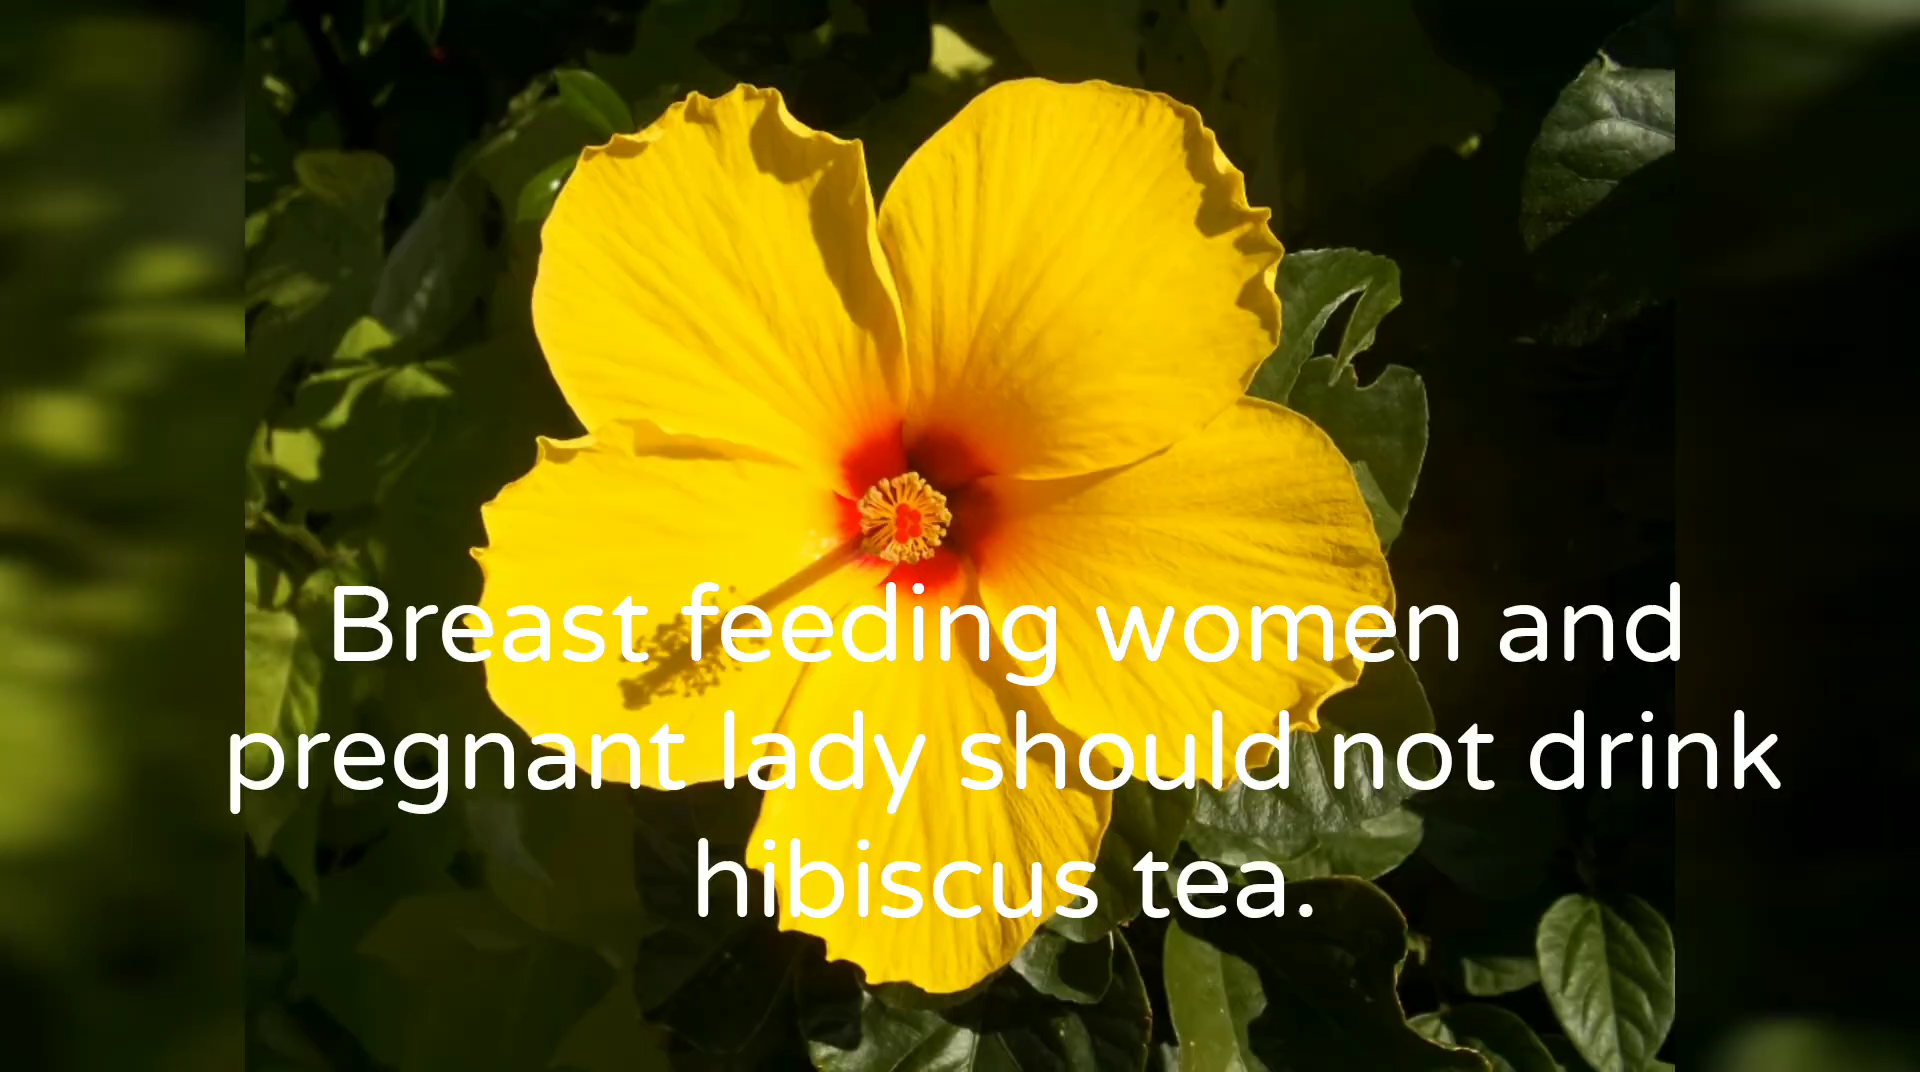 Breast feeding women and
pregnant lady should not drink
hibiscus tea.